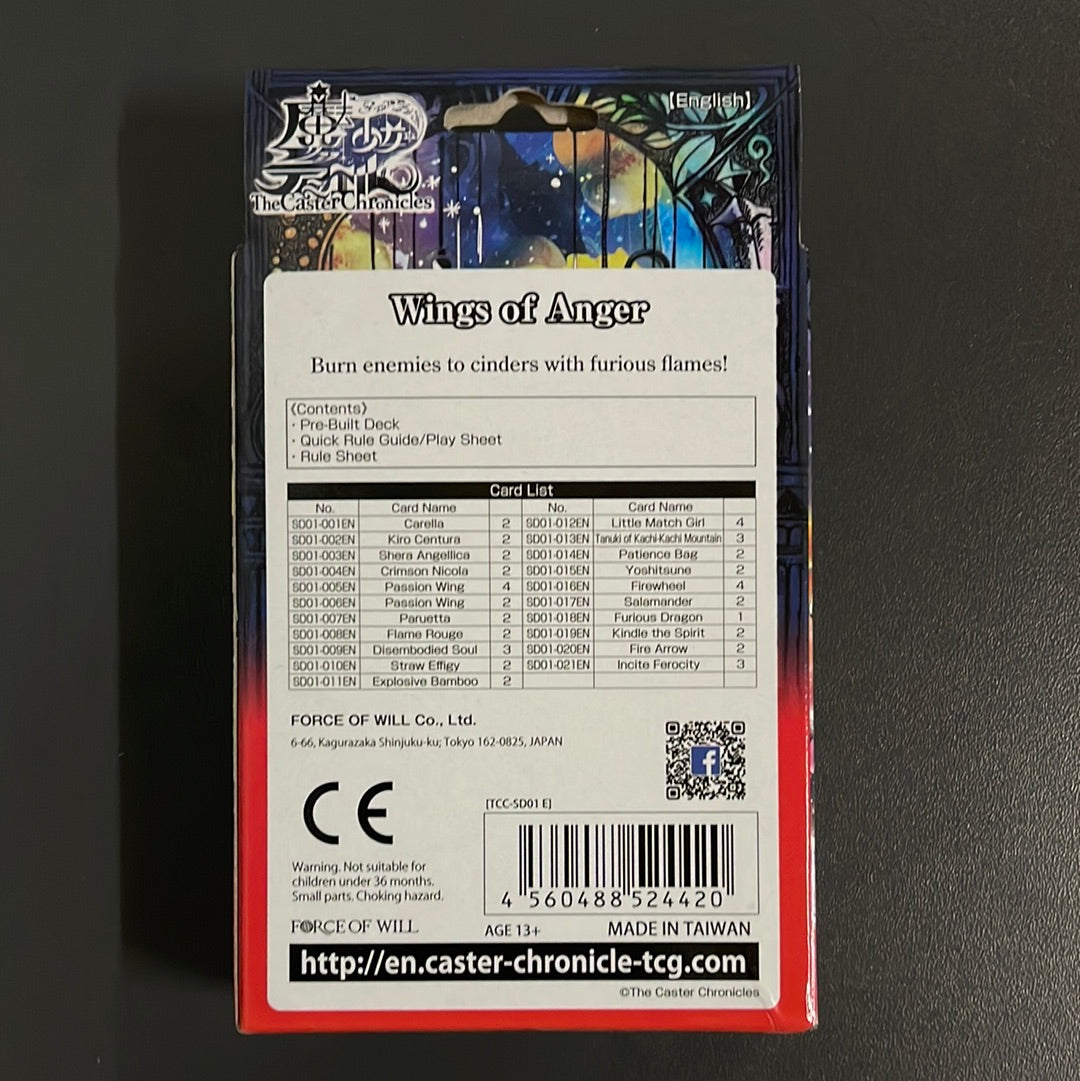 【English】
The Caster Chronicles
Wings of Anger
Burn enemies to cinders with furious flames!
《Contents》
· Pre-Built Deck
· Quick Rule Guide/Play Sheet
· Rule Sheet
Card List
No. Card Name No. Card Name
SD01-001EN Carella 2 SD01-012EN Little Match Girl 4
SD01-002EN Kiro Centura 2 SD01-013EN Tanuki of Kachi-Kachi Mountain 3
SD01-003EN Shera Angellica 2 SD01-014EN Patience Bag 2
SD01-004EN Crimson Nicola 2 SD01-015EN Yoshitsune 2
SD01-005EN Passion Wing 4 SD01-016EN Firewheel 4
SD01-006EN Passion Wing 2 SD01-017EN Salamander 2
SD01-007EN Paruetta 2 SD01-018EN Furious Dragon 1
SD01-008EN Flame Rouge 2 SD01-019EN Kindle the Spirit 2
SD01-009EN Disembodied Soul 3 SD01-020EN Fire Arrow 2
SD01-010EN Straw Effigy 2 SD01-021EN Incite Ferocity 3
SD01-011EN Explosive Bamboo 2
FORCE OF WILL Co., Ltd.
6-66, Kagurazaka Shinjuku-ku; Tokyo 162-0825, JAPAN
f
CE
[TCC-SD01 E]
Warning. Not suitable for
children under 36 months.
Small parts. Choking hazard.
4 560488 524420
FORCE OF WILL
AGE 13+ MADE IN TAIWAN
http://en.caster-chronicle-tcg.com
©The Caster Chronicles